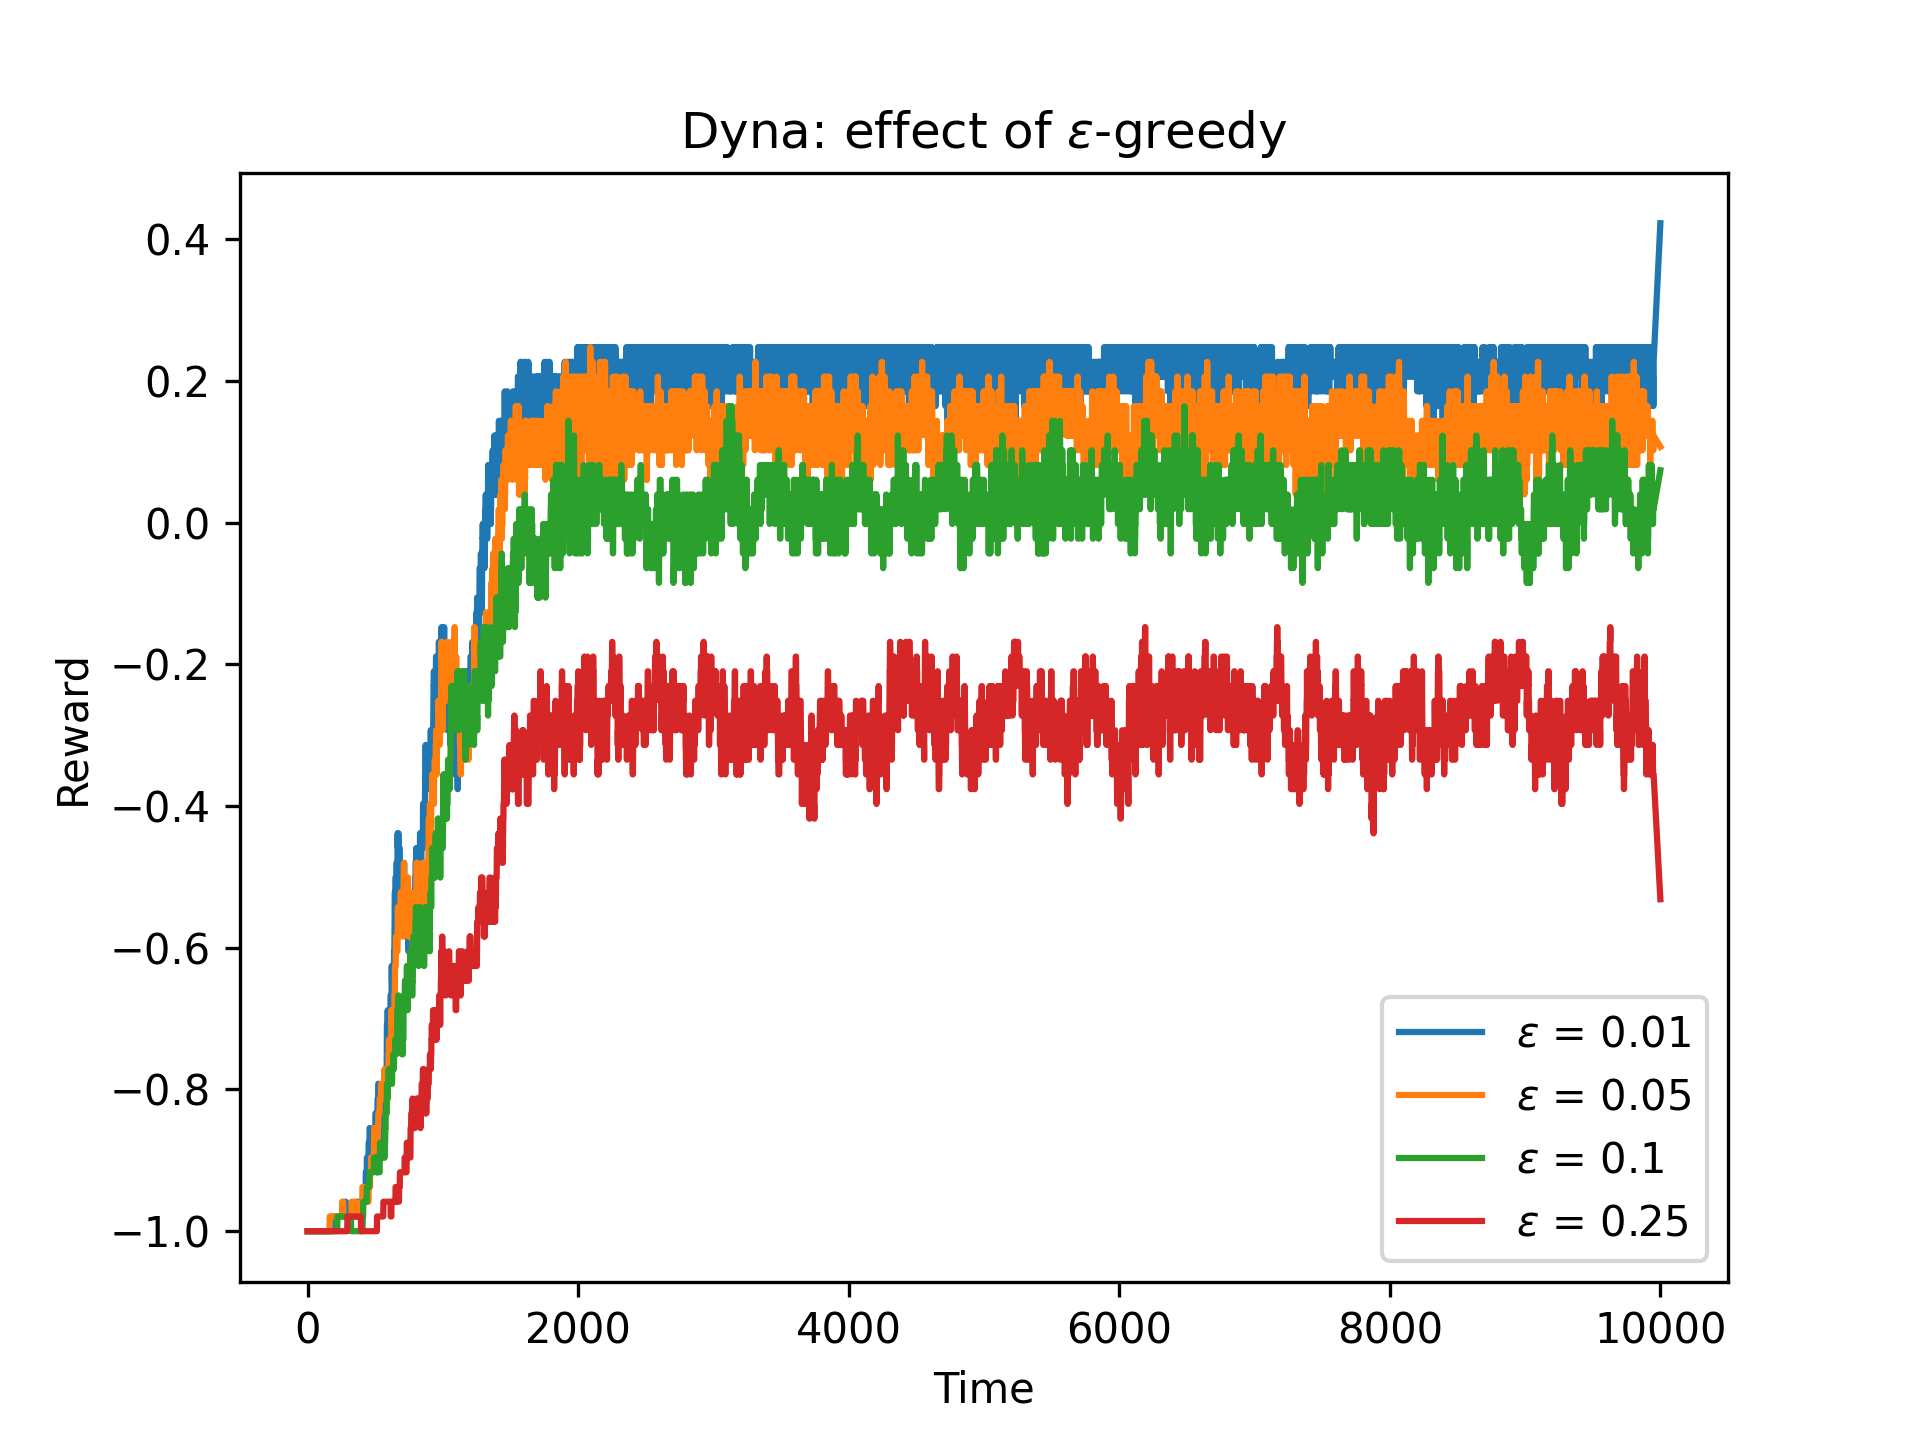 Dyna: effect of ε-greedy
Reward
0.4
0.2
0.0
−0.2
−0.4
−0.6
−0.8
−1.0
ε = 0.01
ε = 0.05
ε = 0.1
ε = 0.25
0 2000 4000 6000 8000 10000
Time